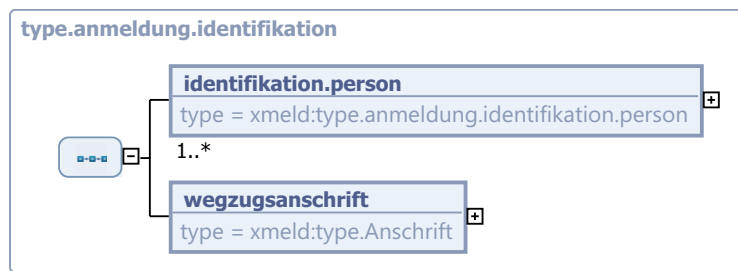 type.anmeldung.identifikation
identifikation.person
type = xmeld:type.anmeldung.identifikation.person
1..*
wegzugsanschrift
type = xmeld:type.Anschrift